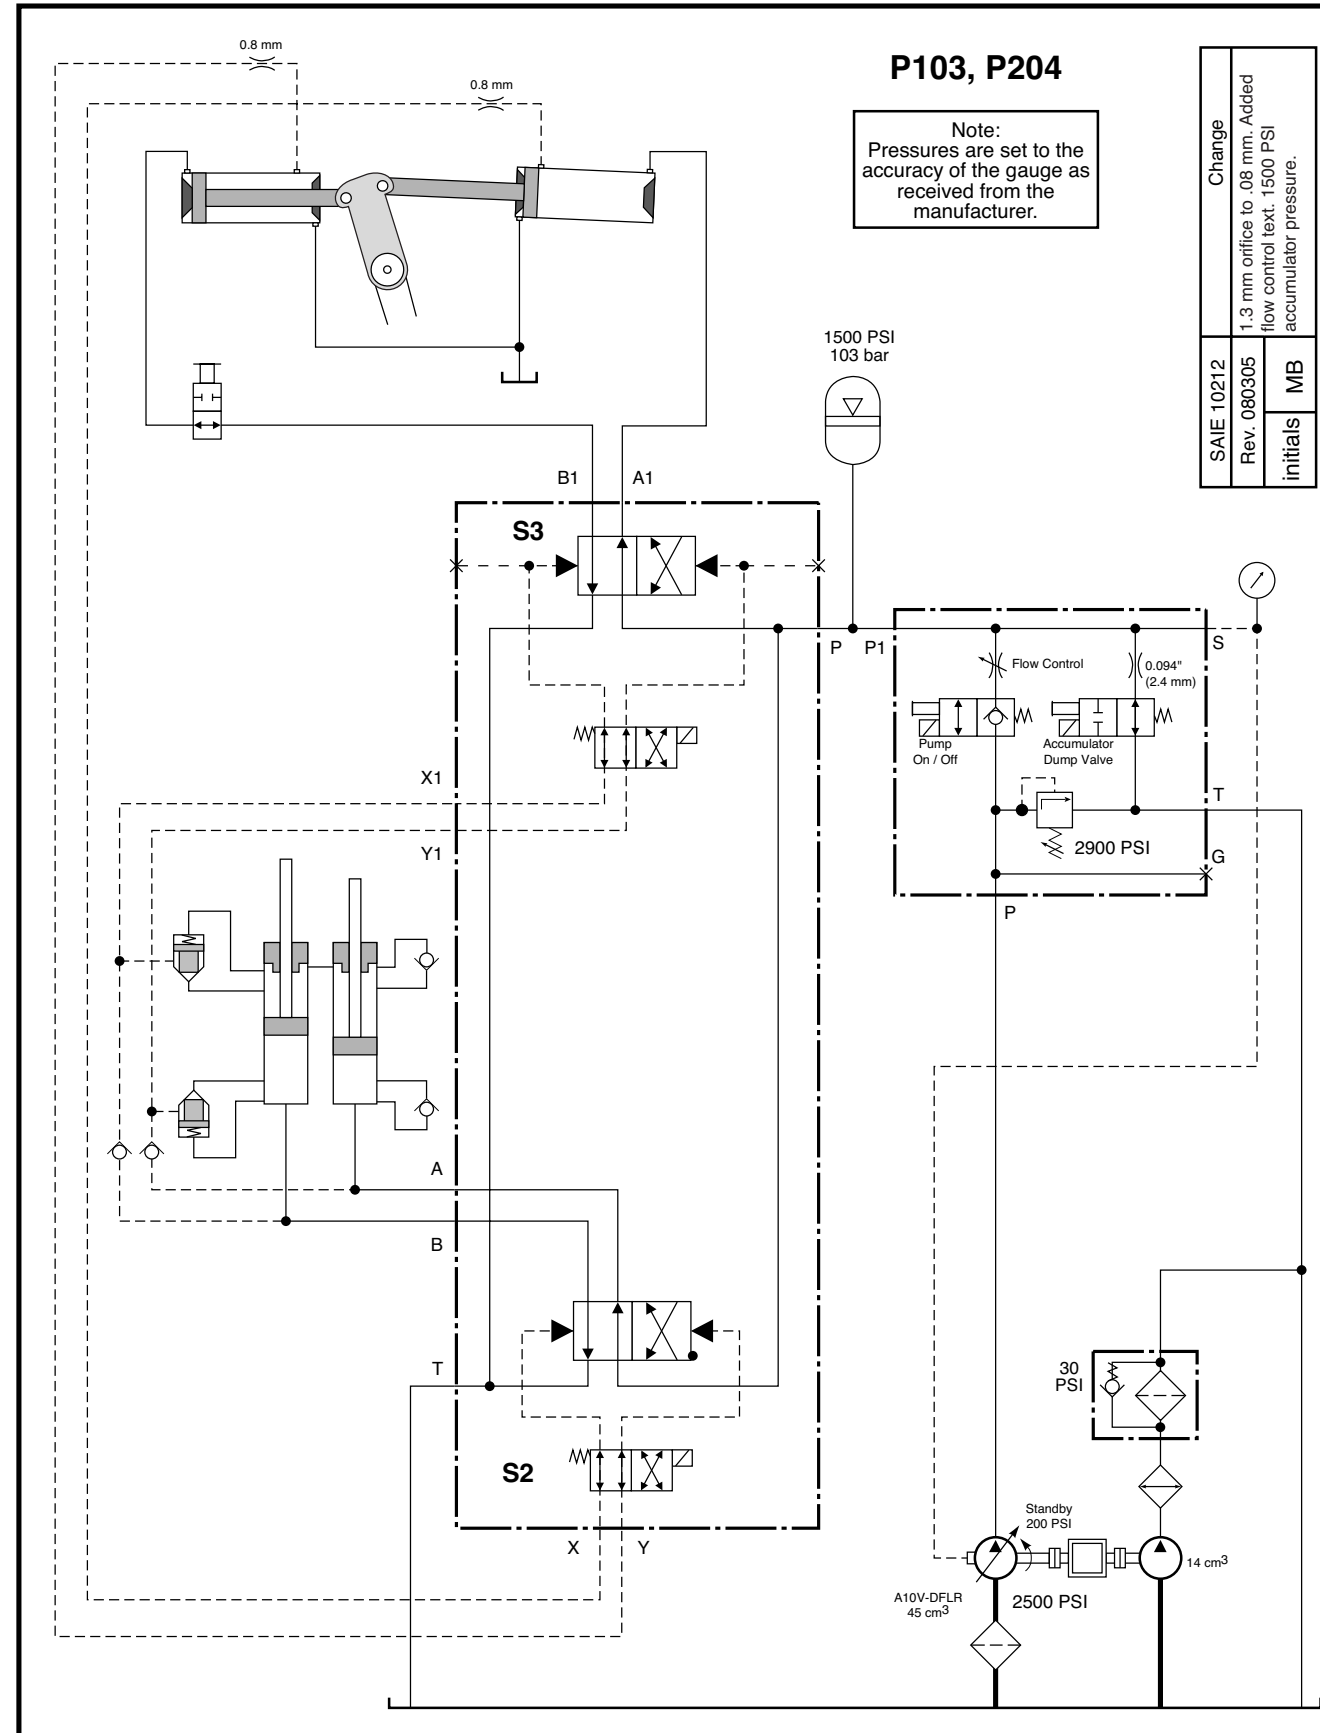 0.8 mm
0.8 mm
P103, P204
Note:
Pressures are set to the
accuracy of the gauge as
received from the
manufacturer.
SAIE 10212
Change
Rev. 080305
1.3 mm orifice to .08 mm. Added
flow control text. 1500 PSI
accumulator pressure.
initials
MB
1500 PSI
103 bar
B1
A1
S3
P
P1
S
Flow Control
0.094"
(2.4 mm)
Pump
On / Off
Accumulator
Dump Valve
X1
T
Y1
2900 PSI
G
P
A
B
T
30
PSI
S2
Standby
200 PSI
X
Y
14 cm3
A10V-DFLR
45 cm3
2500 PSI